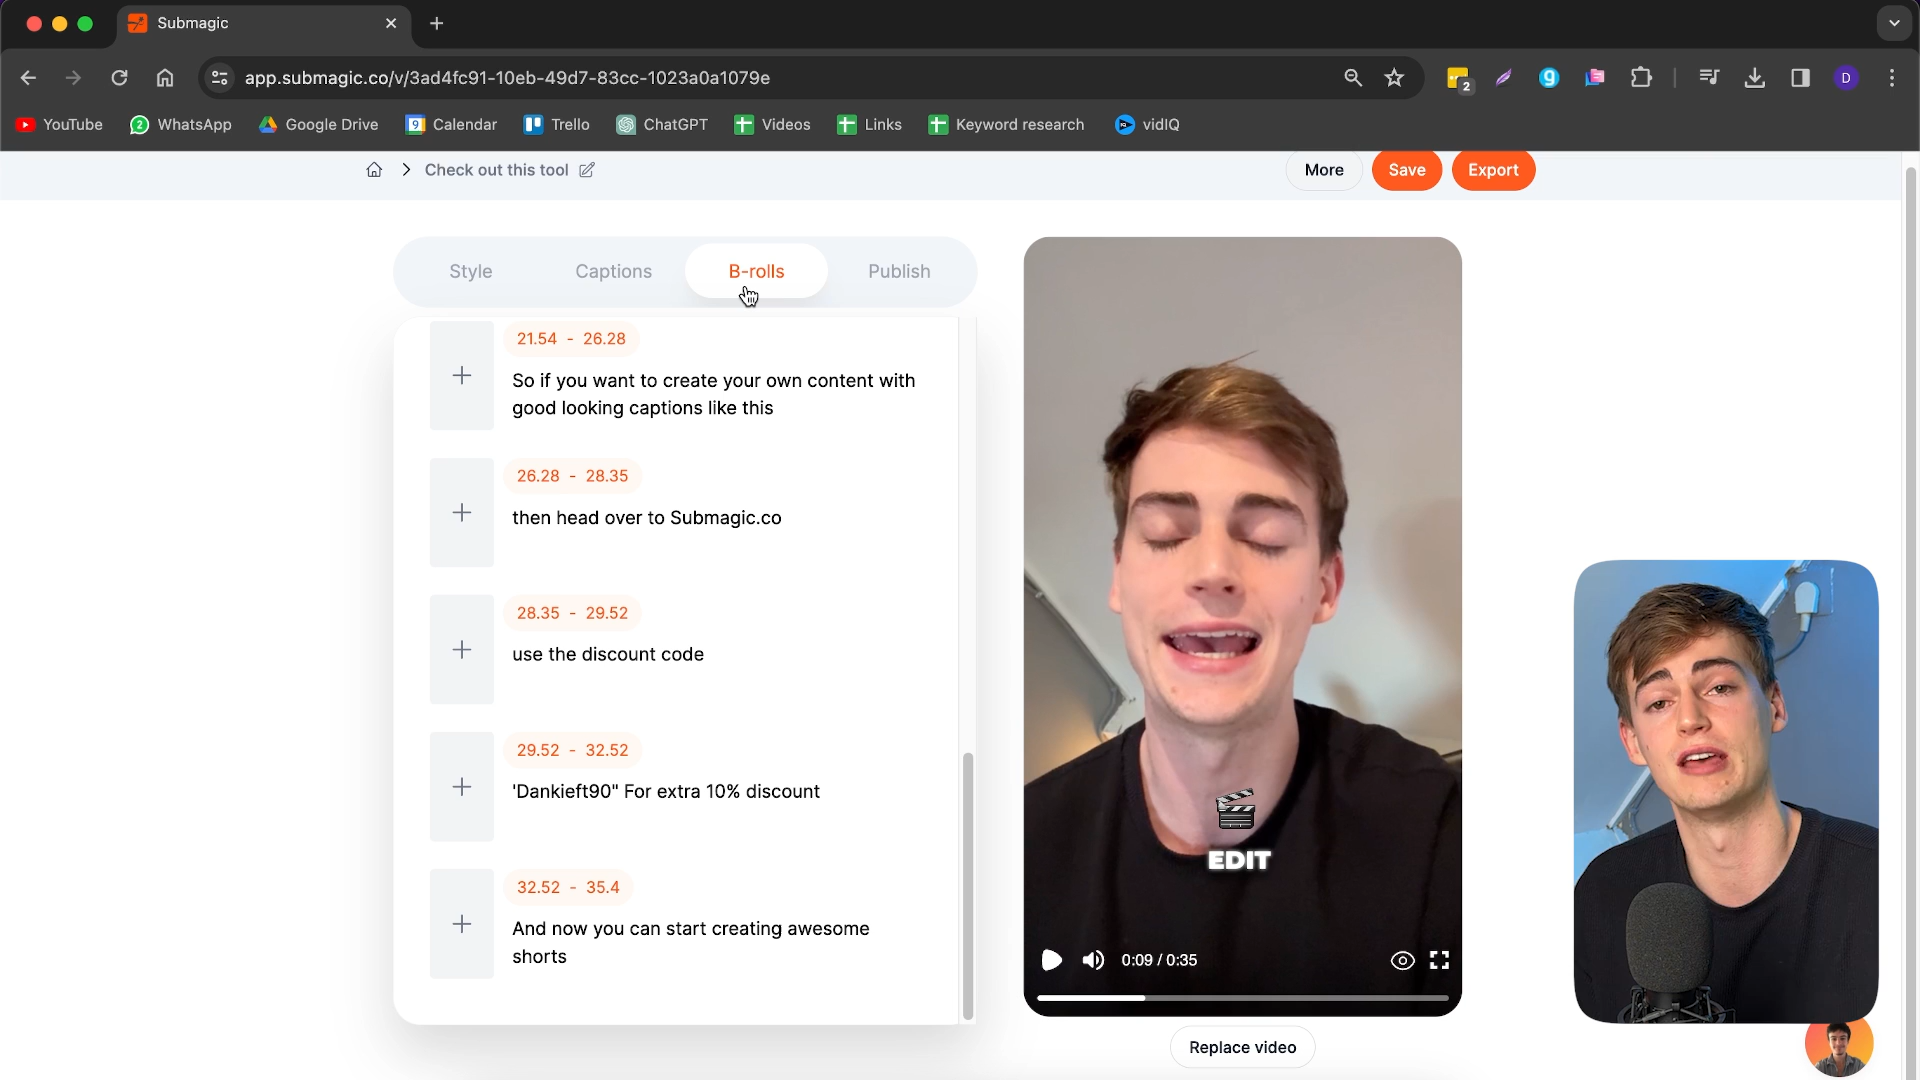 Submagic
app.submagic.co/v/3ad4fc91-10eb-49d7-83cc-1023a0a1079e
2
D
YouTube
2
WhatsApp
Google Drive
9
Calendar
Trello
ChatGPT
Videos
Links
Keyword research
vidIQ
Check out this tool
More
Save
Export
Style
Captions
B-rolls
Publish
21.54 - 26.28
So if you want to create your own content with
good looking captions like this
26.28 - 28.35
then head over to Submagic.co
28.35 - 29.52
use the discount code
29.52 - 32.52
'Dankieft90" For extra 10% discount
32.52 - 35.4
And now you can start creating awesome
shorts
EDIT
0:09 / 0:35
Replace video